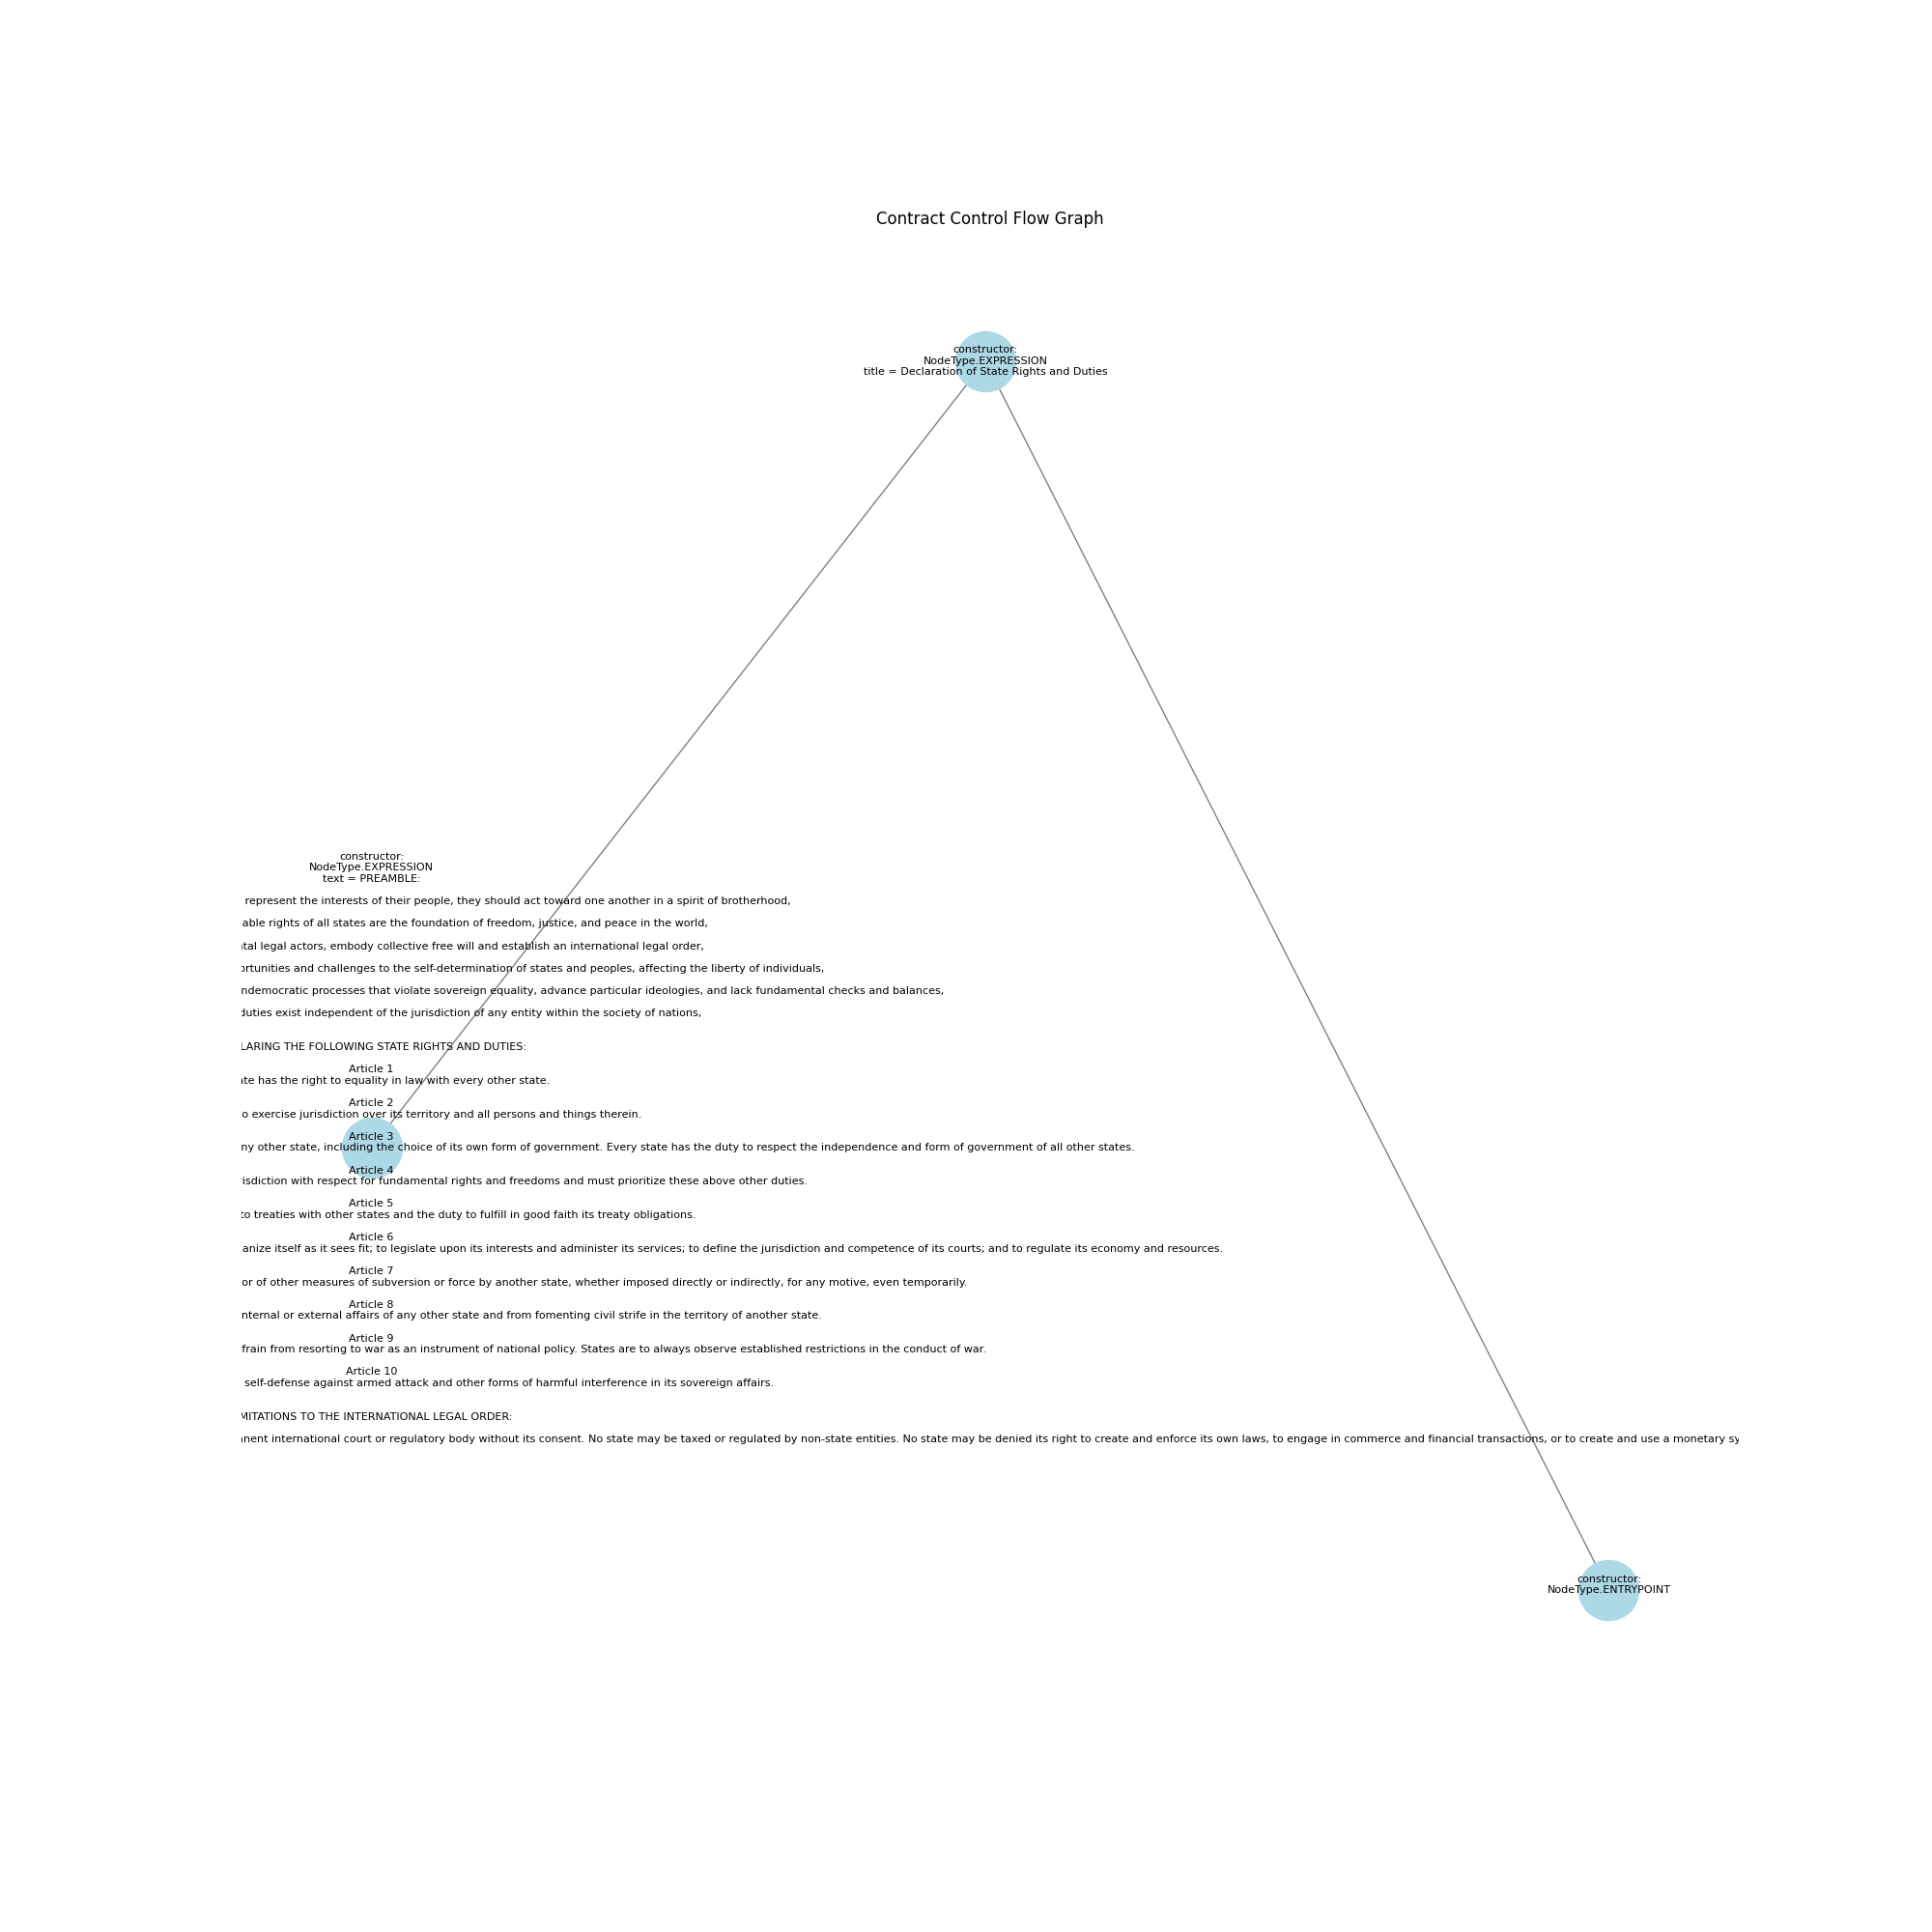 Contract Control Flow Graph
constructor:
NodeType.EXPRESSION
title = Declaration of State Rights and Duties
constructor:
NodeType.EXPRESSION
text = PREAMBLE:
represent the interests of their people, they should act toward one another in a spirit of brotherhood,
able rights of all states are the foundation of freedom, justice, and peace in the world,
legal actors, embody collective free will and establish an international legal order,
and challenges to the self-determination of states and peoples, affecting the liberty of individuals,
processes that violate sovereign equality, advance particular ideologies, and lack fundamental checks and balances,
duties exist independent of the jurisdiction of any entity within the society of nations,
LARING THE FOLLOWING STATE RIGHTS AND DUTIES:
Article 1
has the right to equality in law with every other state.
Article 2
o exercise jurisdiction over its territory and all persons and things therein.
Article 3
ny other state, including the choice of its own form of government. Every state has the duty to respect the independence and form of government of all other states.
Article 4
isdiction with respect for fundamental rights and freedoms and must prioritize these above other duties.
Article 5
to treaties with other states and the duty to fulfill in good faith its treaty obligations.
Article 6
anize itself as it sees fit; to legislate upon its interests and administer its services; to define the jurisdiction and competence of its courts; and to regulate its economy and resources.
Article 7
or of other measures of subversion or force by another state, whether imposed directly or indirectly, for any motive, even temporarily.
Article 8
nternal or external affairs of any other state and from fomenting civil strife in the territory of another state.
Article 9
frain from resorting to war as an instrument of national policy. States are to always observe established restrictions in the conduct of war.
Article 10
self-defense against armed attack and other forms of harmful interference in its sovereign affairs.
MITATIONS TO THE INTERNATIONAL LEGAL ORDER:
nent international court or regulatory body without its consent. No state may be taxed or regulated by non-state entities. No state may be denied its right to create and enforce its own laws, to engage in commerce and financial transactions, or to create and use a monetary sy
constructor:
NodeType.ENTRYPOINT